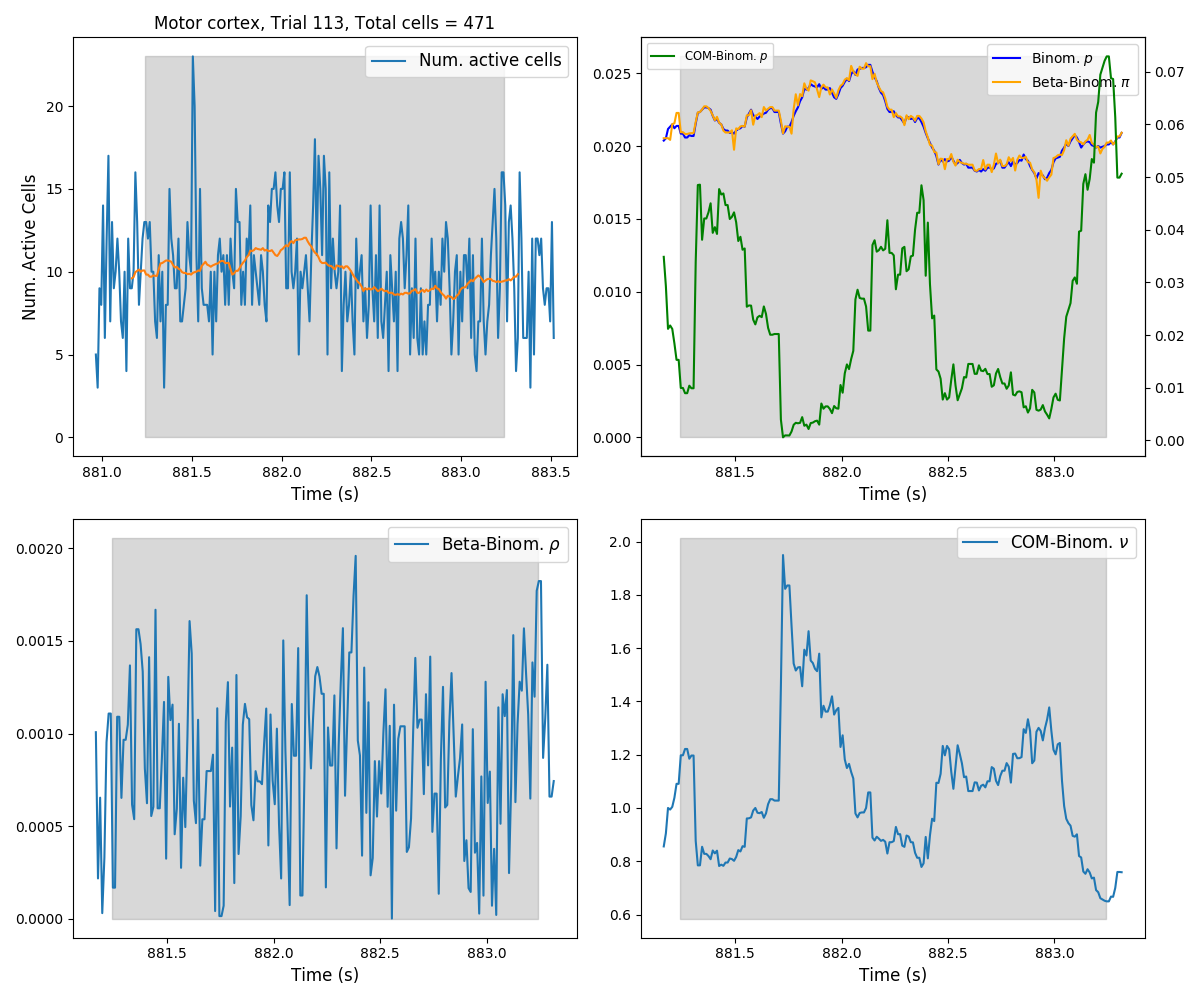 Motor cortex, Trial 113, Total cells = 471
Num. active cells
Num. Active Cells
20
15
10
5
0
881.0 881.5 882.0 882.5 883.0 883.5
Time (s)
COM-Binom. p
Binom. p
Beta-Binom. π
0.025
0.020
0.015
0.010
0.005
0.000
0.07
0.06
0.05
0.04
0.03
0.02
0.01
0.00
881.5 882.0 882.5 883.0
Time (s)
Beta-Binom. ρ
0.0020
0.0015
0.0010
0.0005
0.0000
881.5 882.0 882.5 883.0
Time (s)
COM-Binom. ν
2.0
1.8
1.6
1.4
1.2
1.0
0.8
0.6
881.5 882.0 882.5 883.0
Time (s)